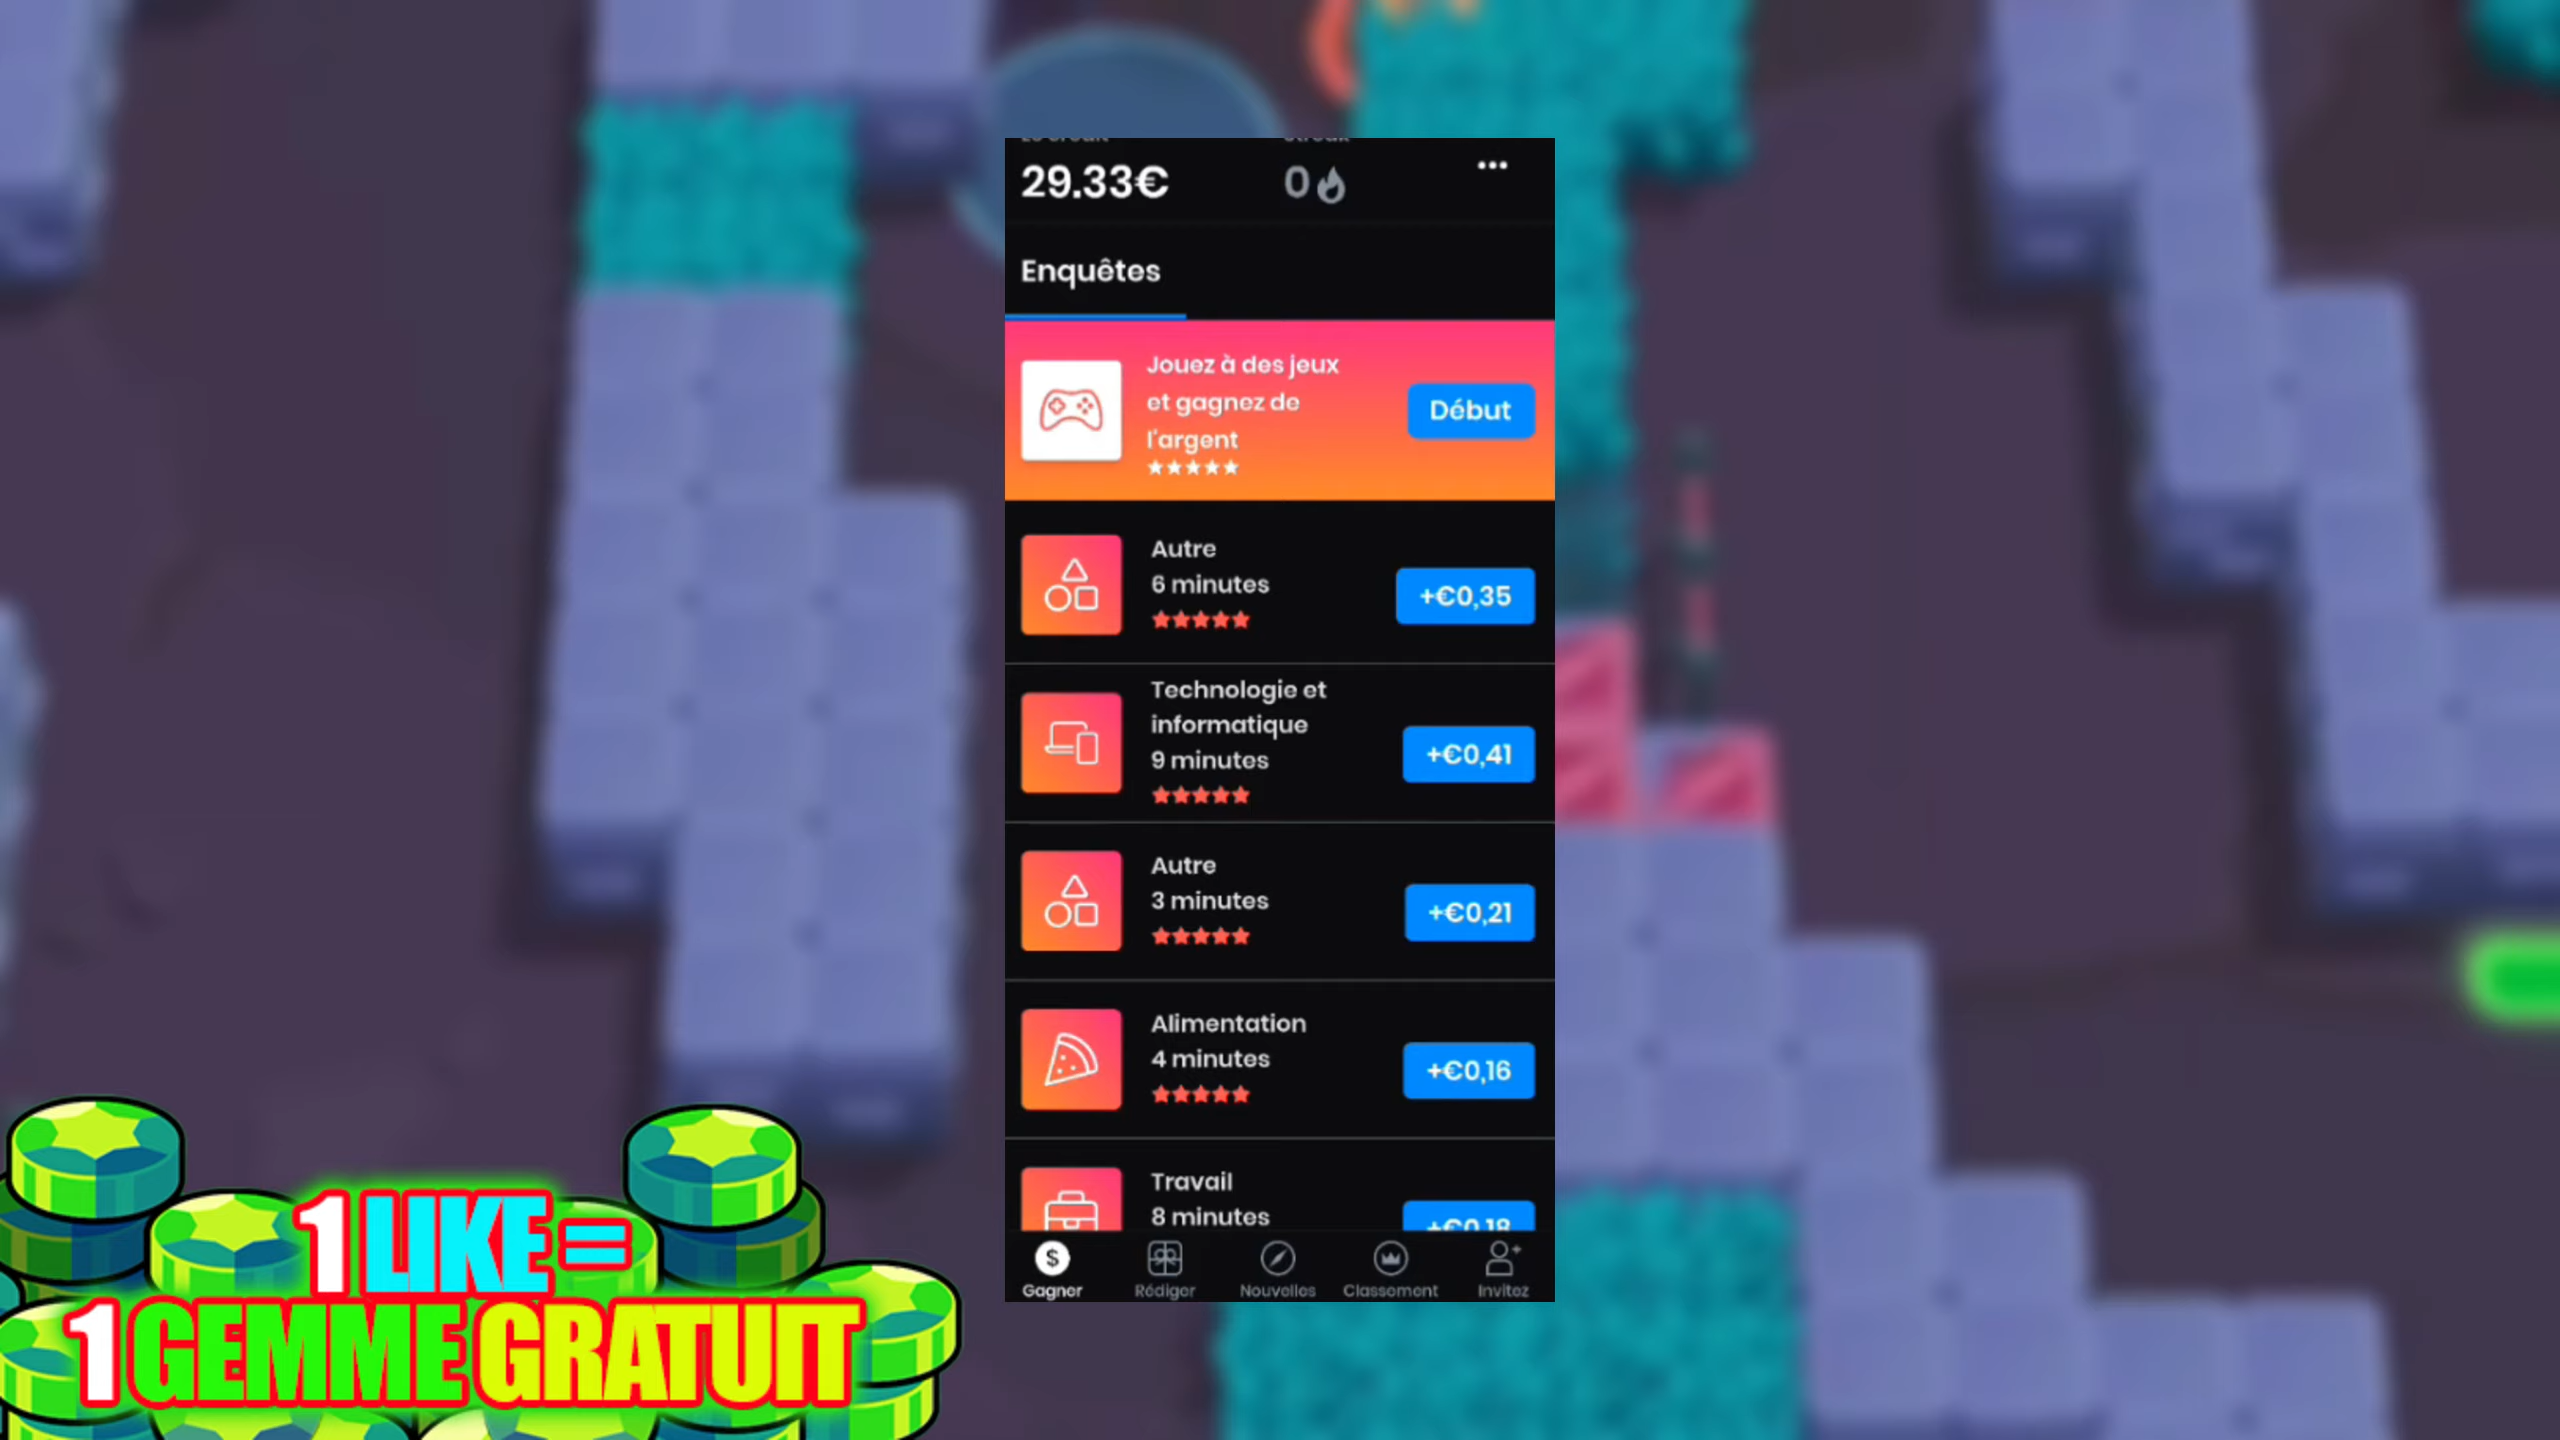 29.33€
0
Enquêtes
Jouez à des jeux
et gagnez de
l'argent
Début
Autre
6 minutes
+€0,35
Technologie et
informatique
9 minutes
+€0,41
Autre
3 minutes
+€0,21
Alimentation
4 minutes
+€0,16
Travail
8 minutes
+€0,18
Gagner
Rédiger
Nouvelles
Classement
Invitez
1 LIKE =
1 GEMME GRATUIT